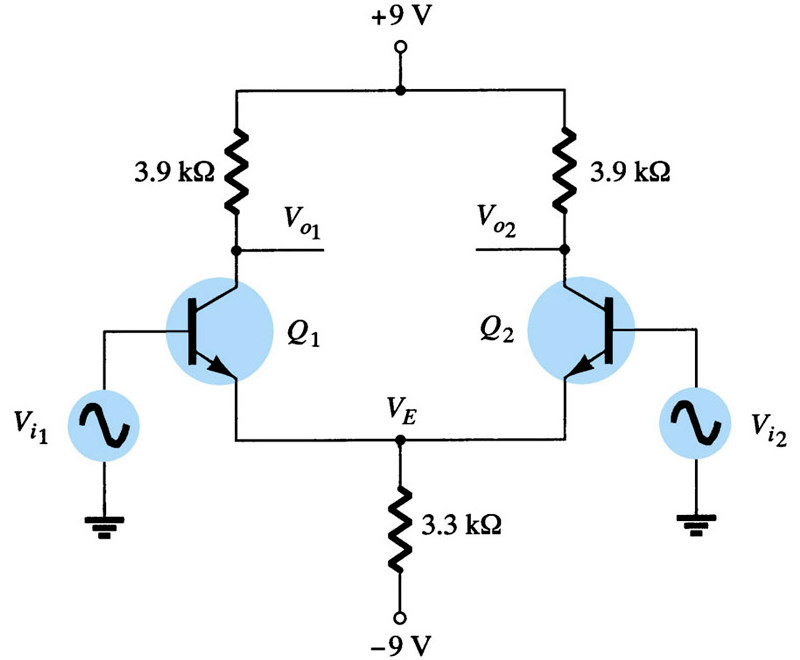 +9 V
3.9 kΩ
3.9 kΩ
Vo1
Vo2
Q1
Q2
Vi1
VE
Vi2
3.3 kΩ
−9 V